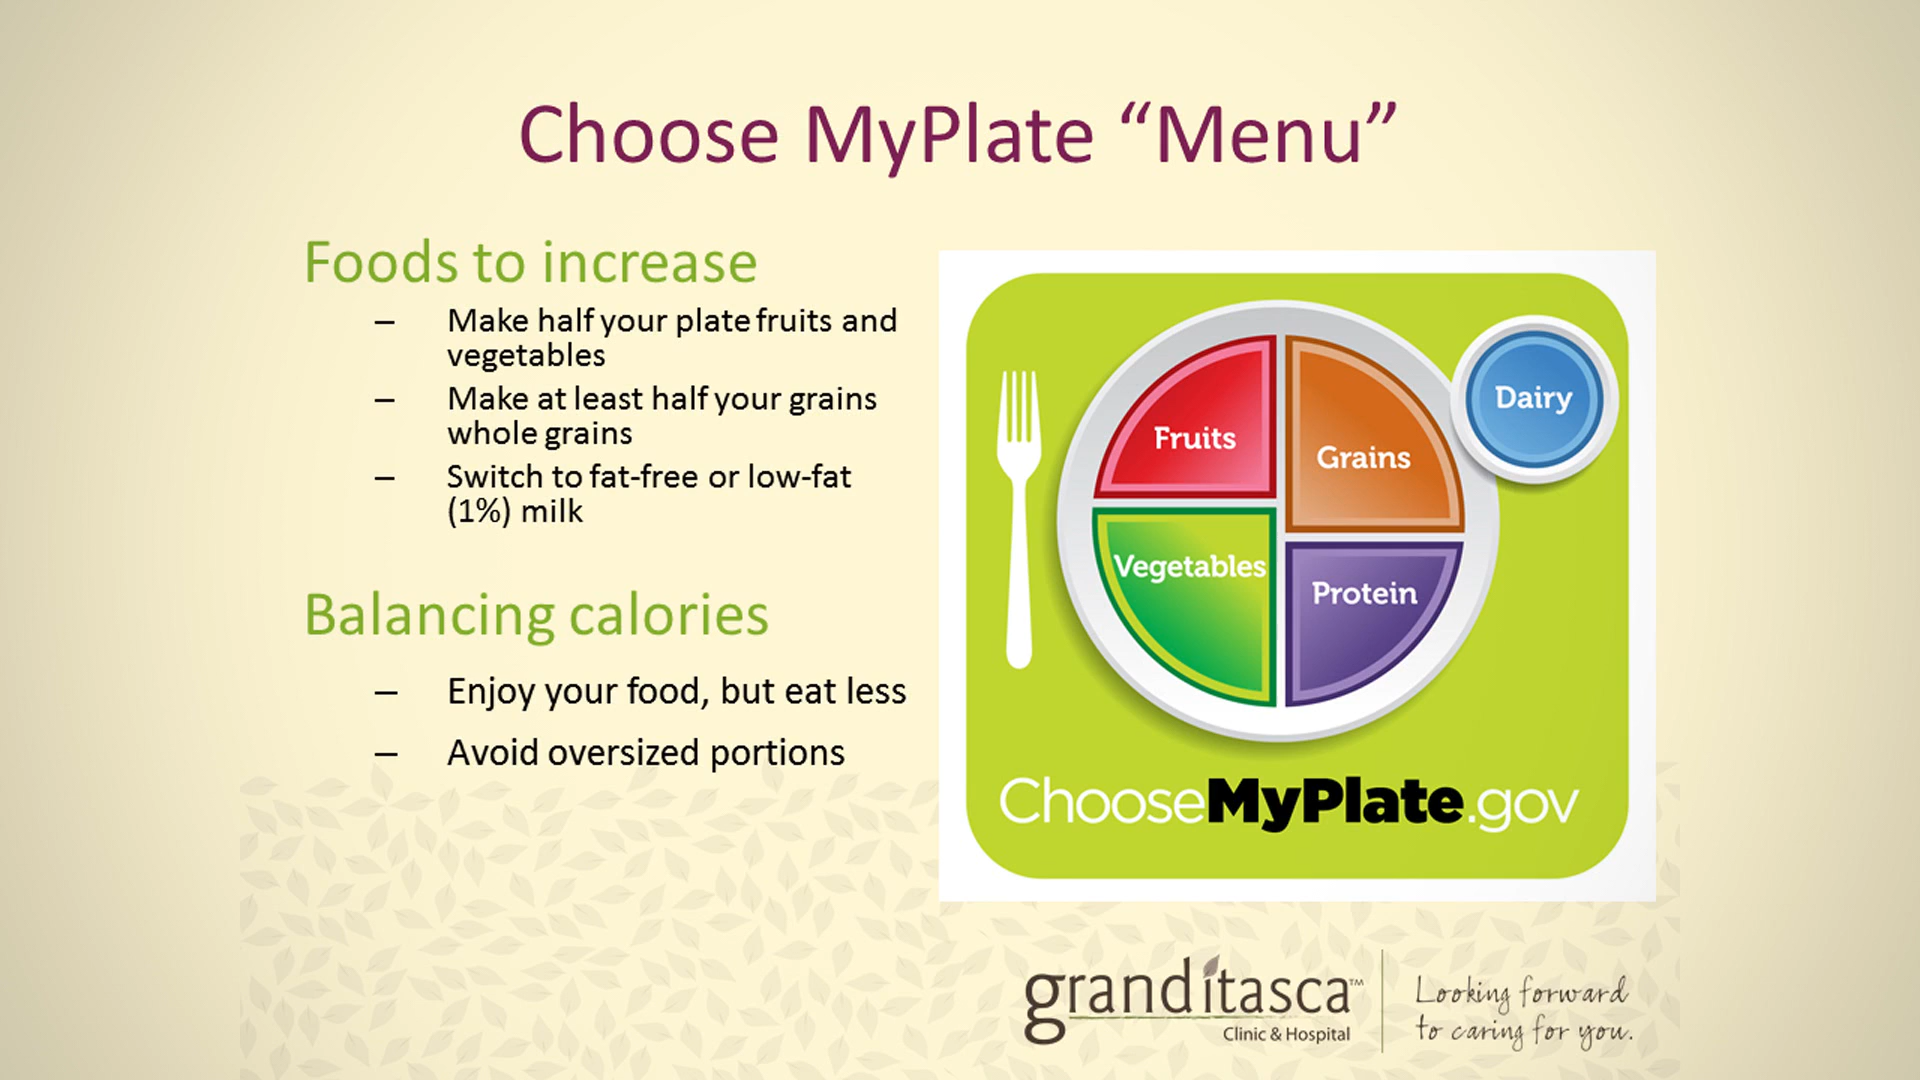 Choose MyPlate “Menu”
Foods to increase
– Make half your plate fruits and
vegetables
– Make at least half your grains
whole grains
– Switch to fat-free or low-fat
(1%) milk
Balancing calories
– Enjoy your food, but eat less
– Avoid oversized portions
Dairy
Fruits
Grains
Vegetables
Protein
ChooseMyPlate.gov
granditasca™
Clinic & Hospital
Looking forward
to caring for you.